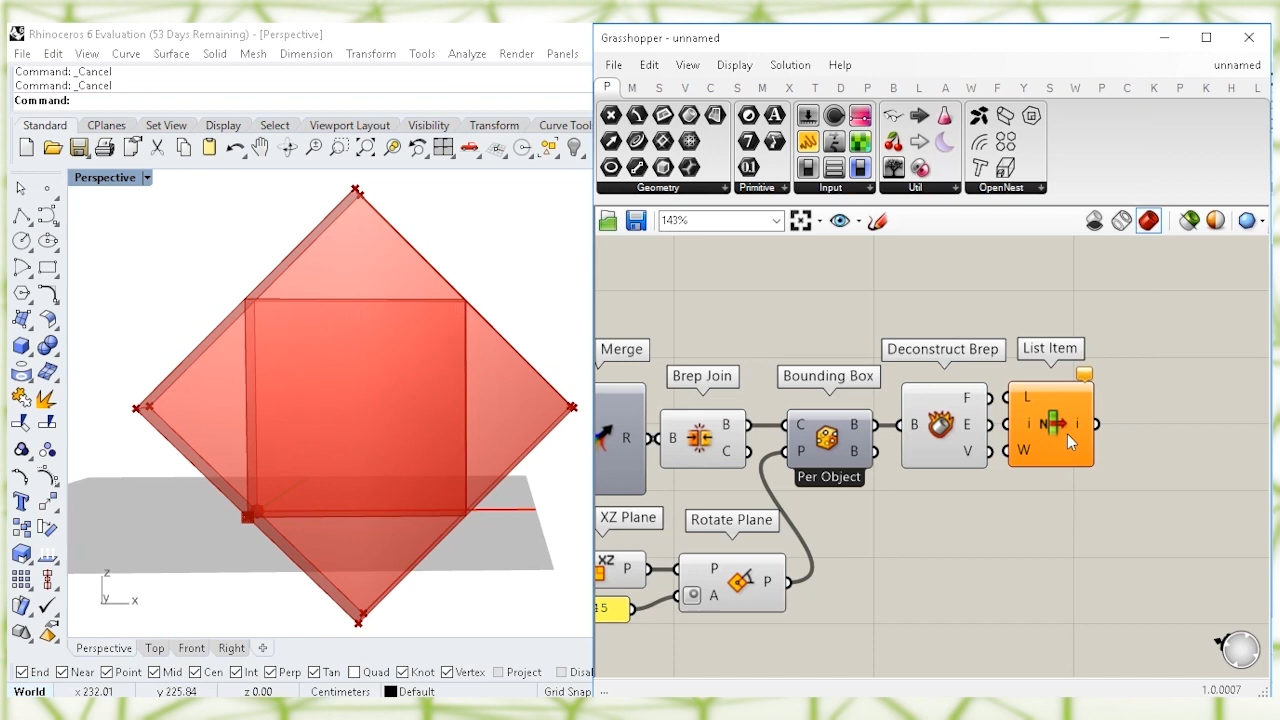 Rhinoceros 6 Evaluation (53 Days Remaining) - [Perspective]
File Edit View Curve Surface Solid Mesh Dimension Transform Tools Analyze Render Panels
Command: _Cancel
Command: _Cancel
Command:
Standard CPlanes Set View Display Select Viewport Layout Visibility Transform Curve Tool
Perspective
z
y x
Perspective Top Front Right
End Near Point Mid Cen Int Perp Tan Quad Knot Vertex Project Disal
World x 232.01 y 225.84 z 0.00 Centimeters Default Grid Snap
Grasshopper - unnamed
File Edit View Display Solution Help unnamed
P M S V C S M X T D P B L A W O F Y S W P C K P K H L
Geometry Primitive Input Util OpenNest
143%
Merge Brep Join Bounding Box Deconstruct Brep List Item
R B B C C P B B B F E V L i W N i
Per Object
XZ Plane Rotate Plane
XZ P P A P
45
... 1.0.0007